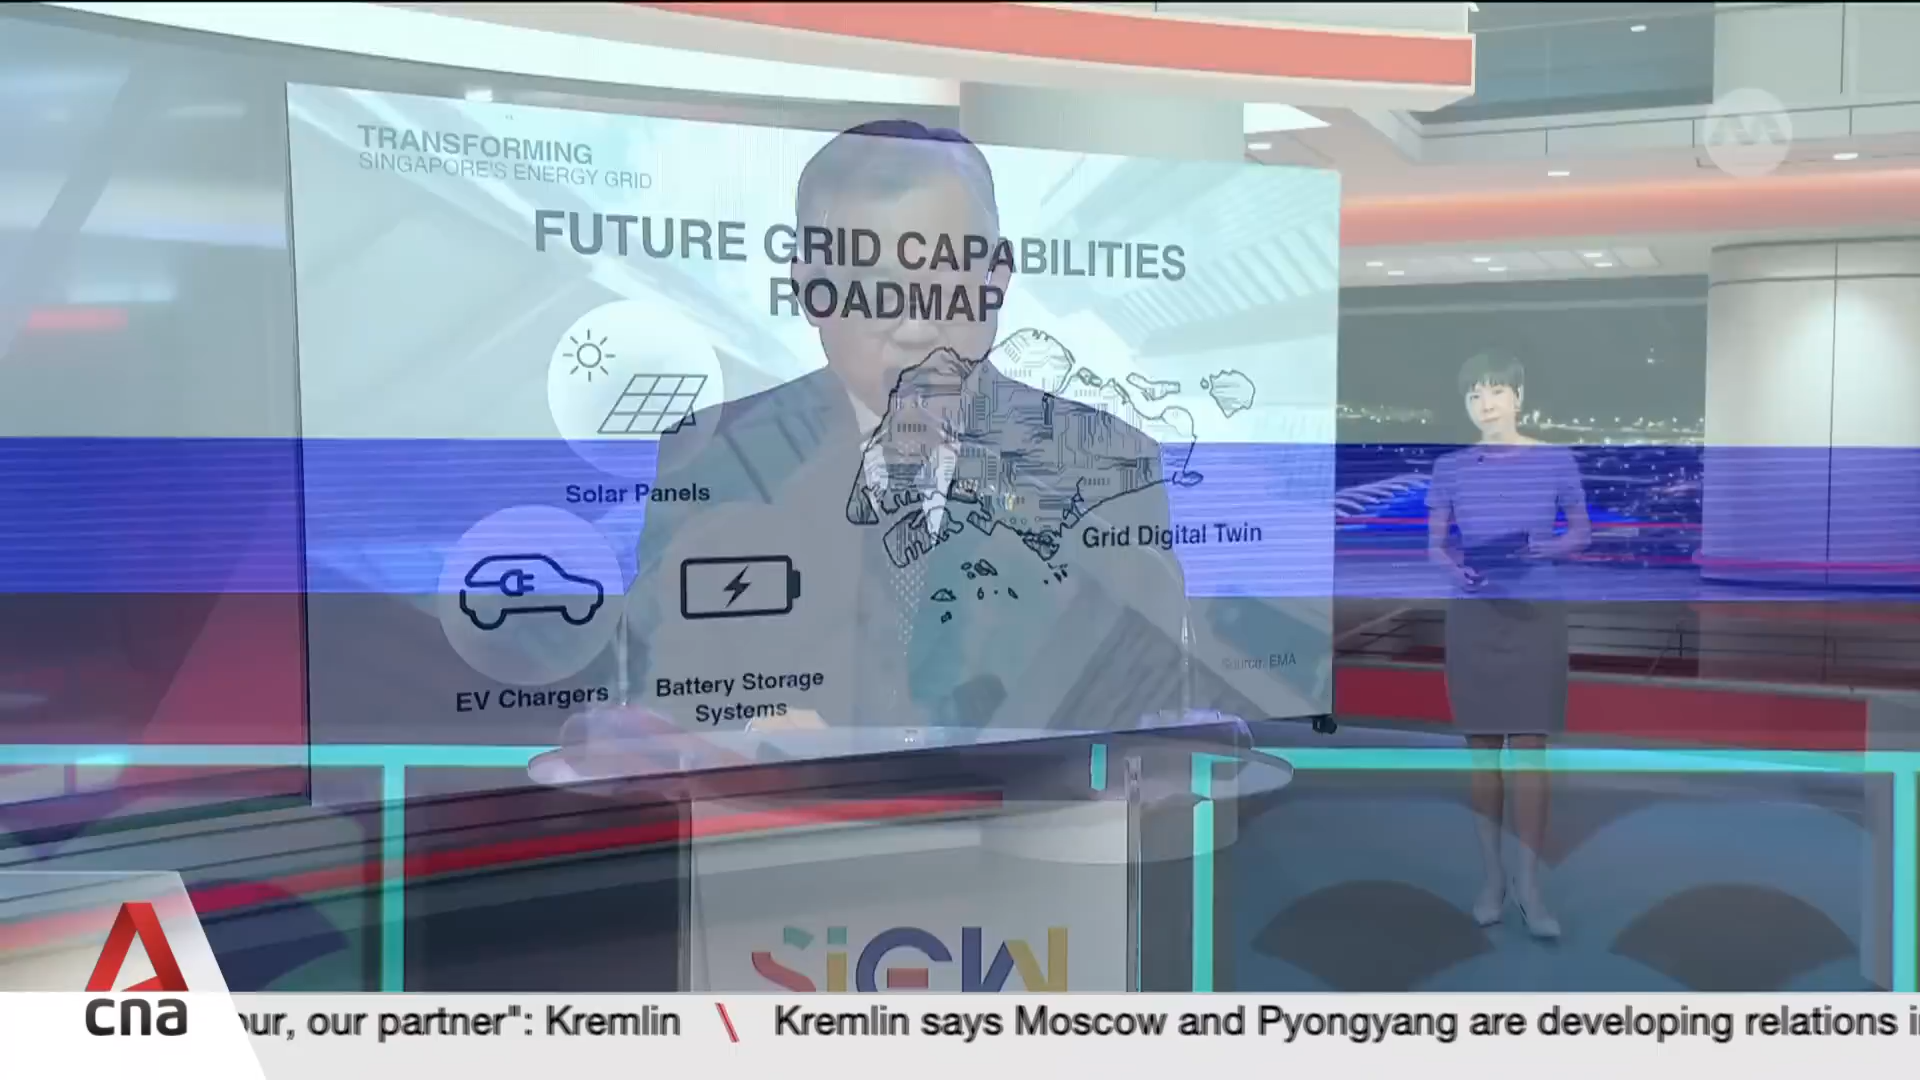 TRANSFORMING
SINGAPORE'S ENERGY GRID
FUTURE GRID CAPABILITIES
ROADMAP
Solar Panels
Grid Digital Twin
EV Chargers
Battery Storage
Systems
Source: EMA
SIEW
cna
our, our partner": Kremlin \ Kremlin says Moscow and Pyongyang are developing relations i